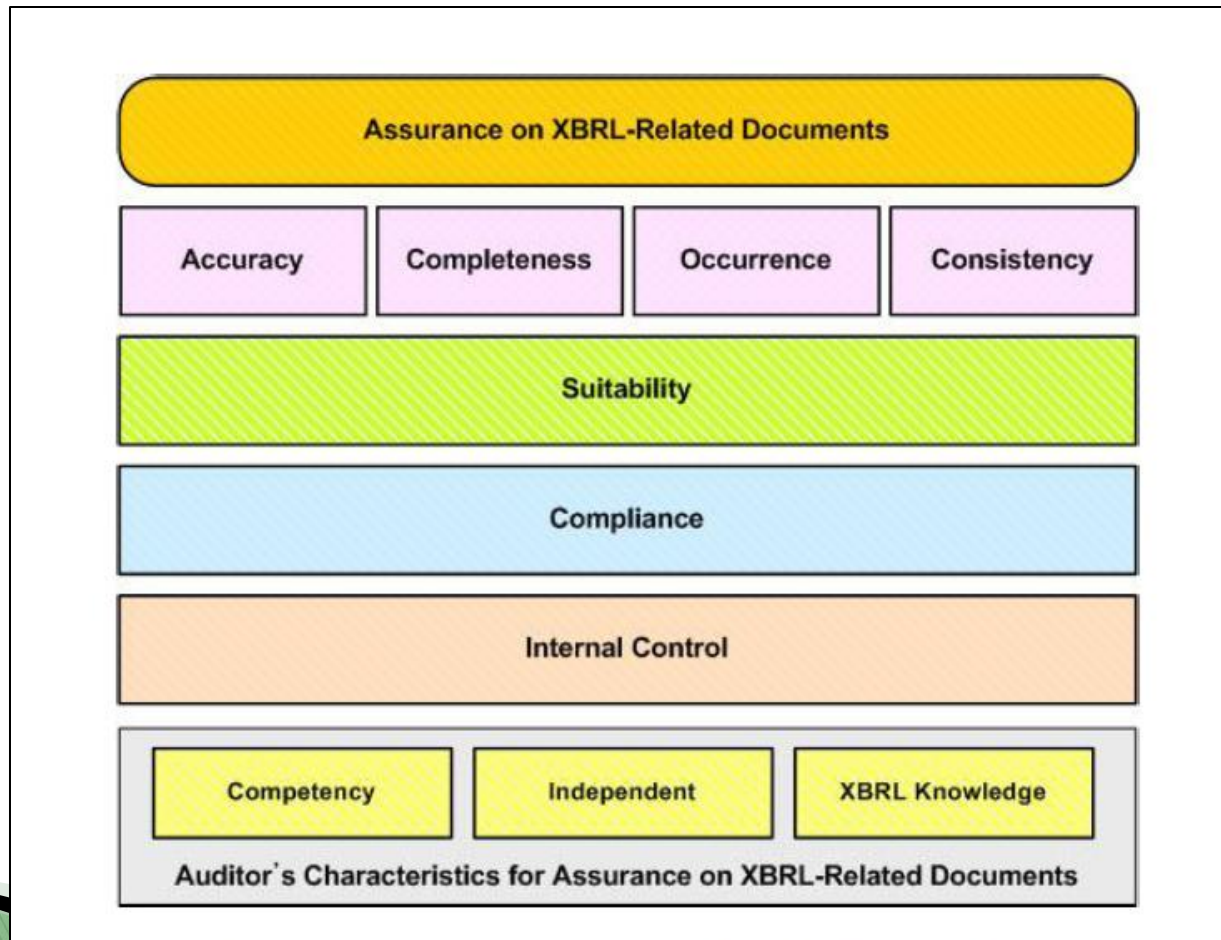 Assurance on XBRL-Related Documents
Accuracy
Completeness
Occurrence
Consistency
Suitability
Compliance
Internal Control
Competency
Independent
XBRL Knowledge
Auditor's Characteristics for Assurance on XBRL-Related Documents